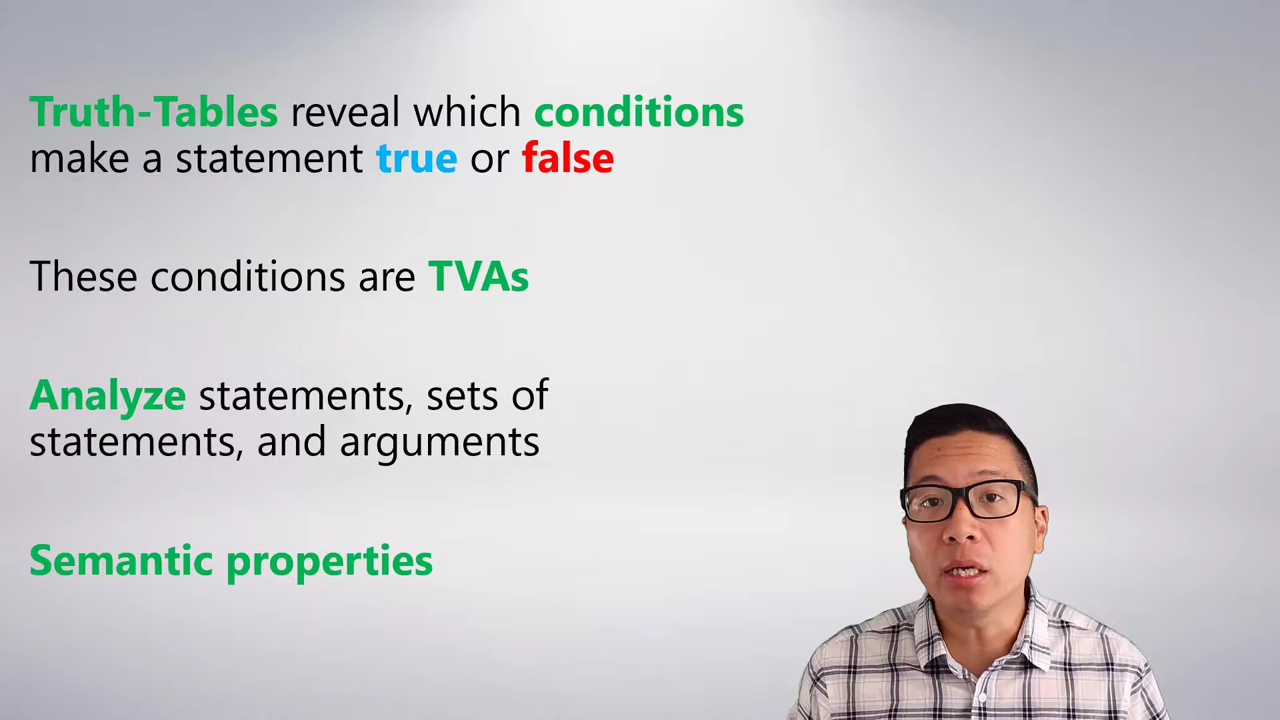 Truth-Tables reveal which conditions
make a statement true or false
These conditions are TVAs
Analyze statements, sets of
statements, and arguments
Semantic properties